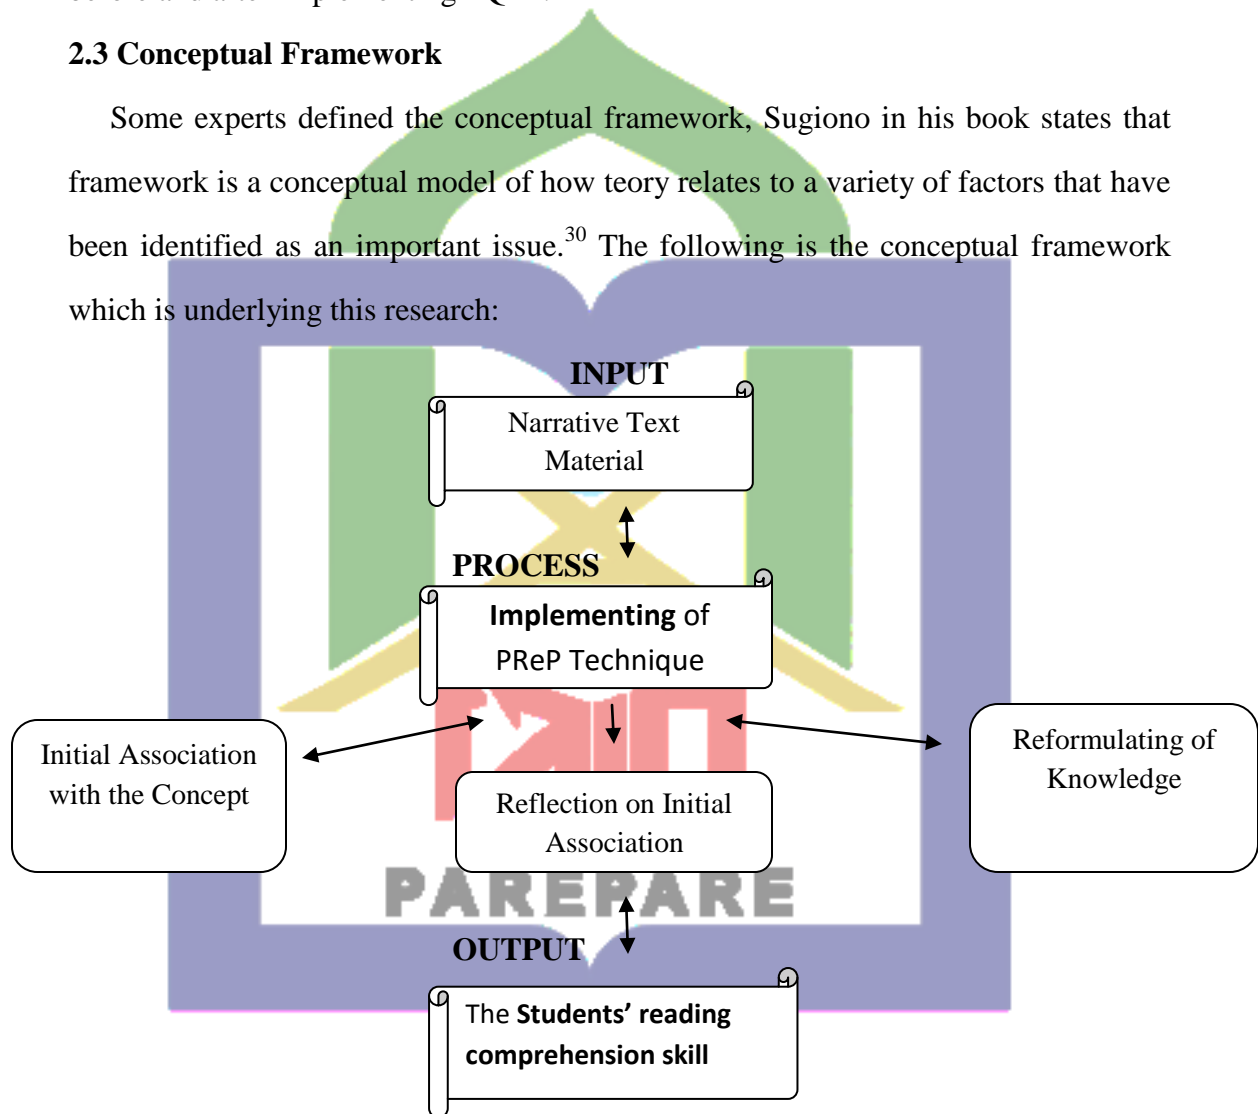 2.3 Conceptual Framework
Some experts defined the conceptual framework, Sugiono in his book states that
framework is a conceptual model of how teory relates to a variety of factors that have
been identified as an important issue.30 The following is the conceptual framework
which is underlying this research:
INPUT
Narrative Text
Material
PROCESS
Implementing of
PReP Technique
Initial Association
with the Concept
Reflection on Initial
Association
Reformulating of
Knowledge
PAREPARE
OUTPUT
The Students’ reading
comprehension skill